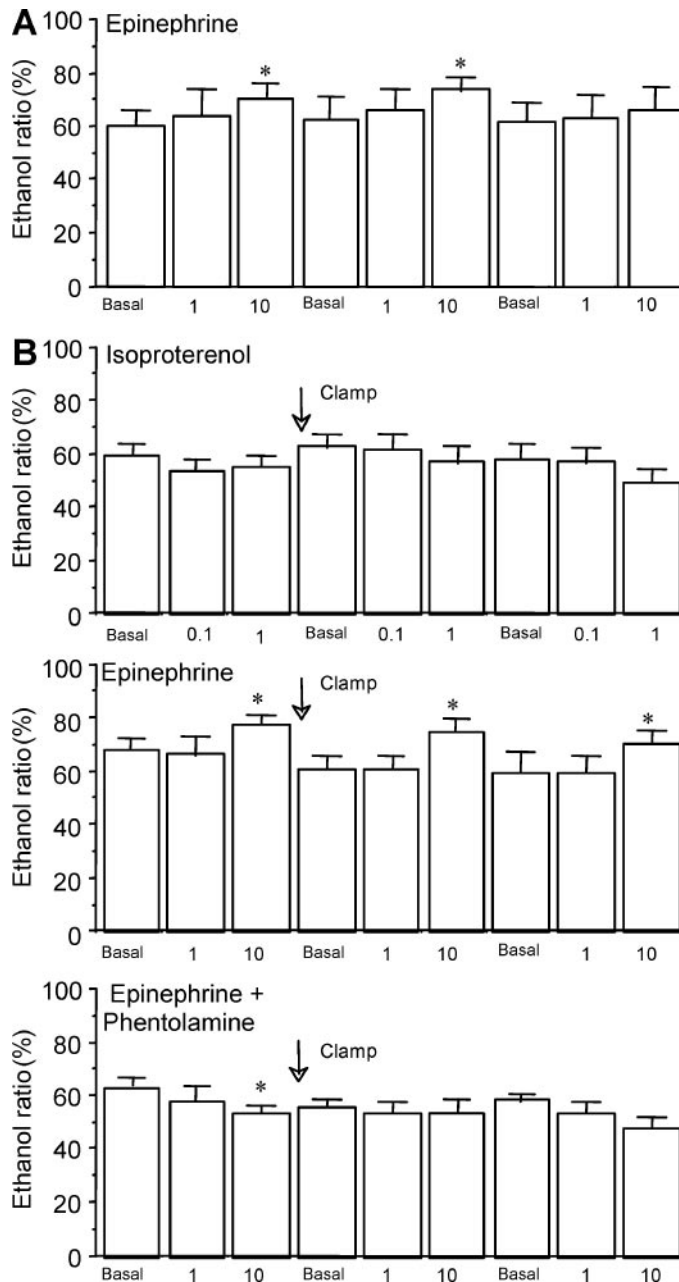 A
Epinephrine
Ethanol ratio (%)
100
80
60
40
20
0
* *
Basal 1 10 Basal 1 10 Basal 1 10
B
Isoproterenol
Clamp
Ethanol ratio (%)
100
80
60
40
20
0
Basal 0.1 1 Basal 0.1 1 Basal 0.1 1
Epinephrine
Clamp
Ethanol ratio (%)
100
80
60
40
20
0
* * *
Basal 1 10 Basal 1 10 Basal 1 10
Epinephrine +
Phentolamine
Clamp
Ethanol ratio (%)
100
80
60
40
20
0
*
Basal 1 10 Basal 1 10 Basal 1 10